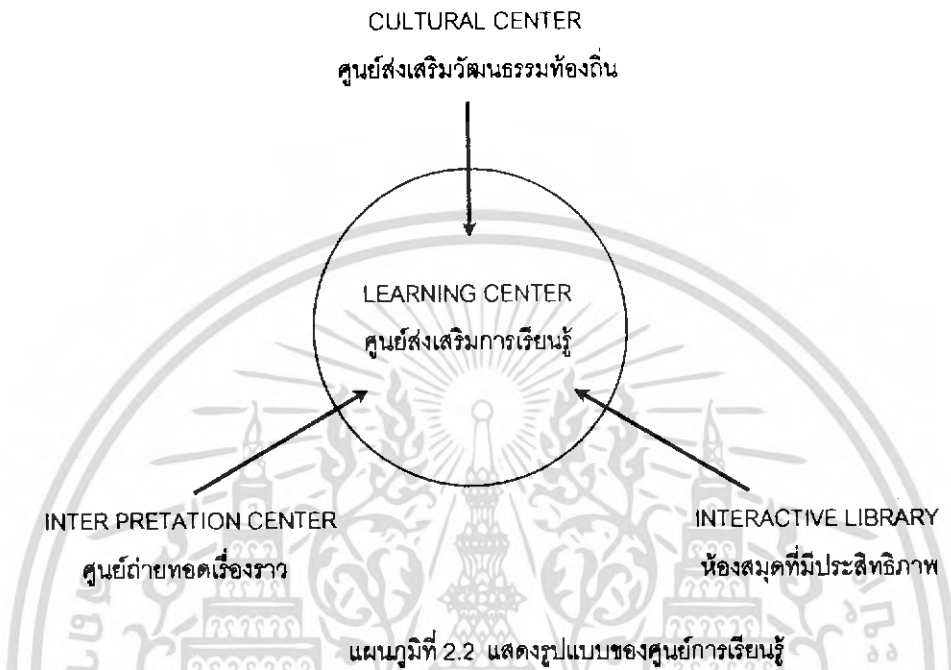 CULTURAL CENTER
ศูนย์ส่งเสริมวัฒนธรรมท้องถิ่น
LEARNING CENTER
ศูนย์ส่งเสริมการเรียนรู้
INTER PRETATION CENTER
ศูนย์ถ่ายทอดเรื่องราว
INTERACTIVE LIBRARY
ห้องสมุดที่มีประสิทธิภาพ
แผนภูมิที่ 2.2 แสดงรูปแบบของศูนย์การเรียนรู้